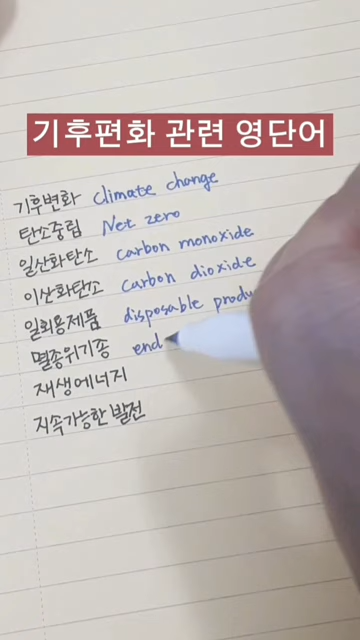 기후편화 관련 영단어
기후변화 Climate change
탄소중립 Net zero
일산화탄소 carbon monoxide
이산화탄소 carbon dioxide
일회용제품 disposable produ
멸종위기종 end
재생에너지
지속가능한 발전